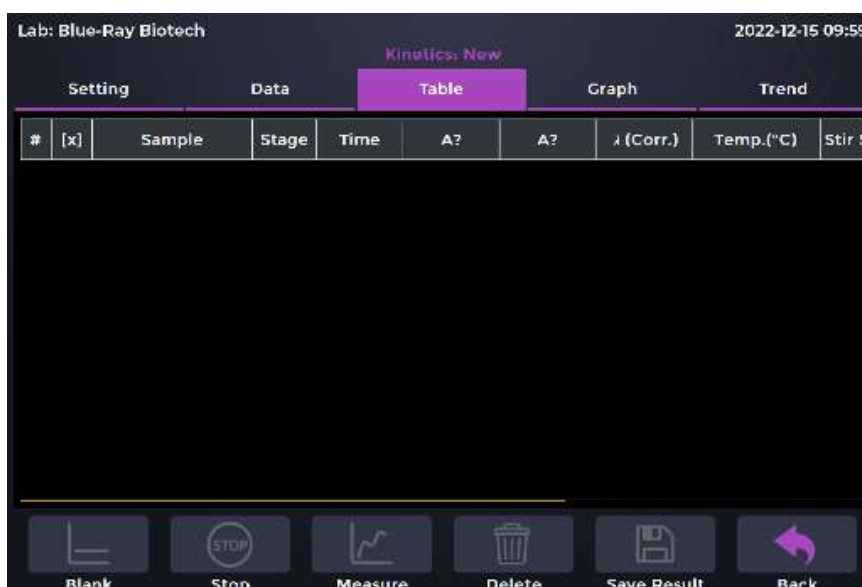 Lab: Blue-Ray Biotech 2022-12-15 09:59
Kinetics: New
Setting Data Table Graph Trend
# [x] Sample Stage Time A? A? λ (Corr.) Temp.(°C) Stir
STOP
Blank Stop Measure Delete Save Result Back